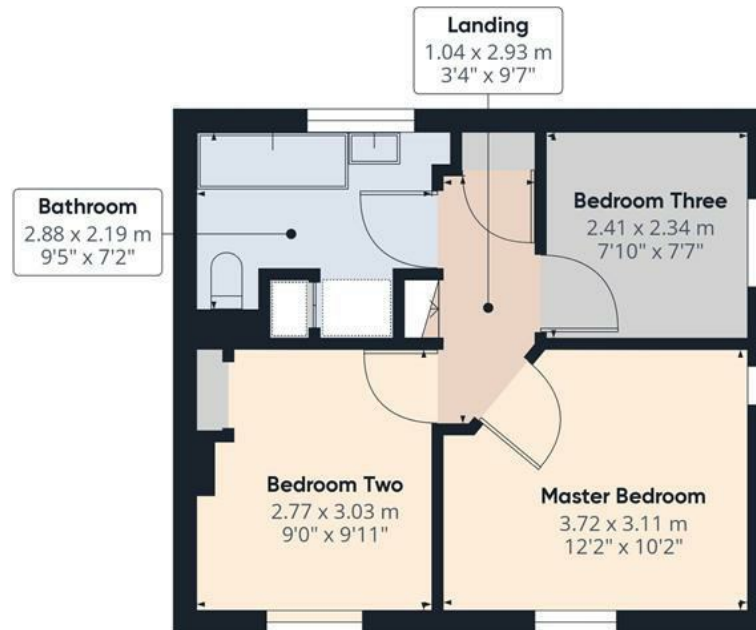 Landing
1.04 x 2.93 m
3'4" x 9'7"
Bathroom
2.88 x 2.19 m
9'5" x 7'2"
Bedroom Three
2.41 x 2.34 m
7'10" x 7'7"
Bedroom Two
2.77 x 3.03 m
9'0" x 9'11"
Master Bedroom
3.72 x 3.11 m
12'2" x 10'2"